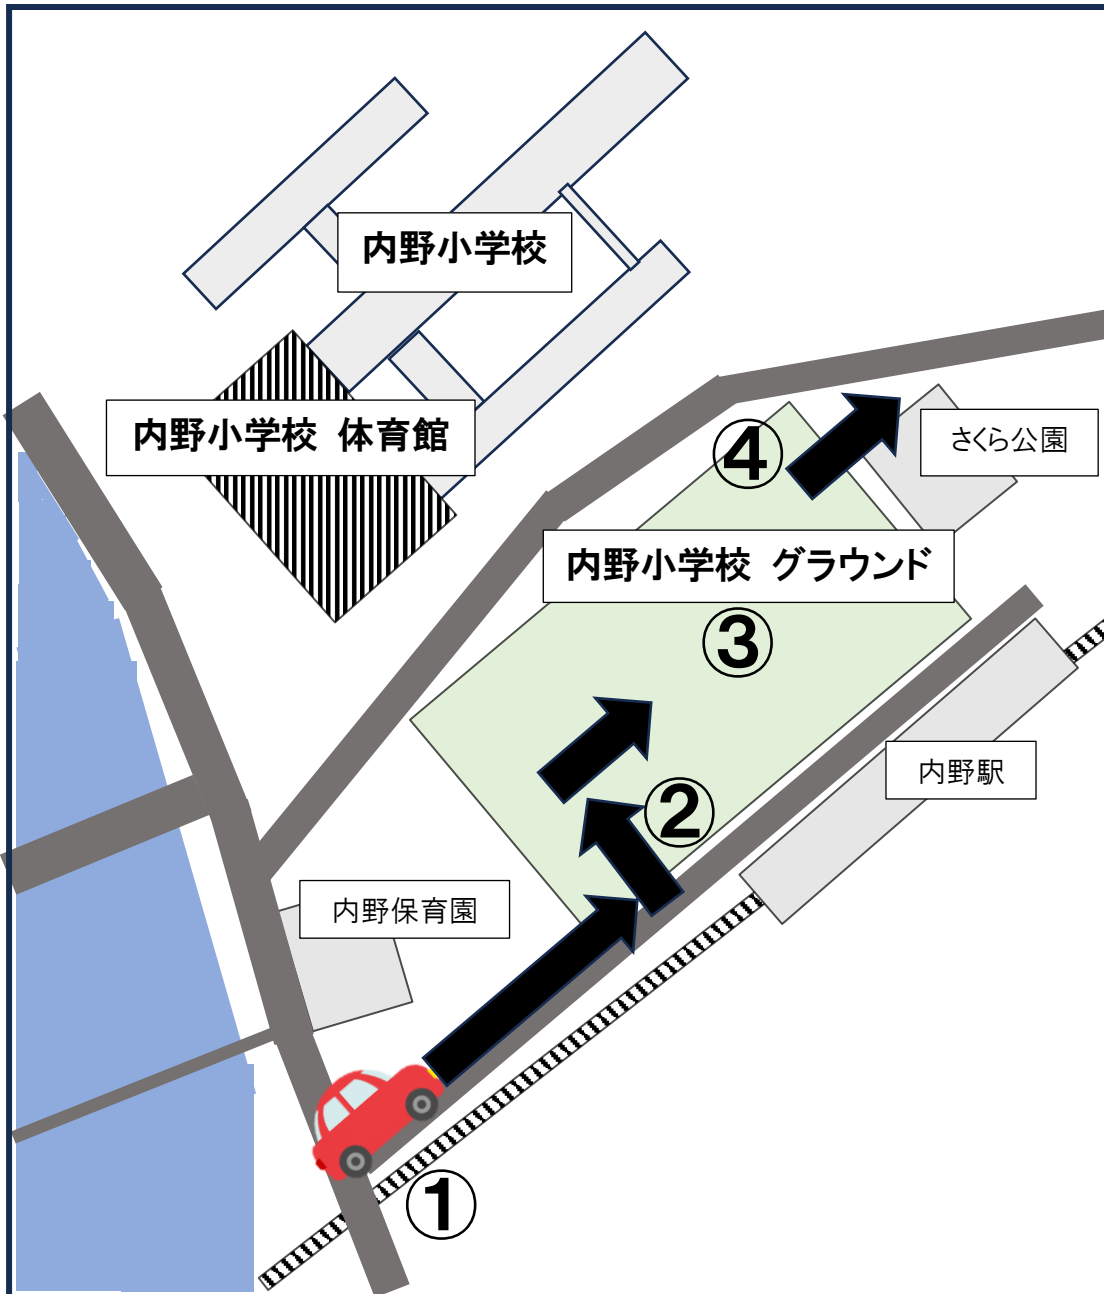 内野小学校
内野小学校 体育館
さくら公園
④
内野小学校 グラウンド
③
内野駅
②
内野保育園
①